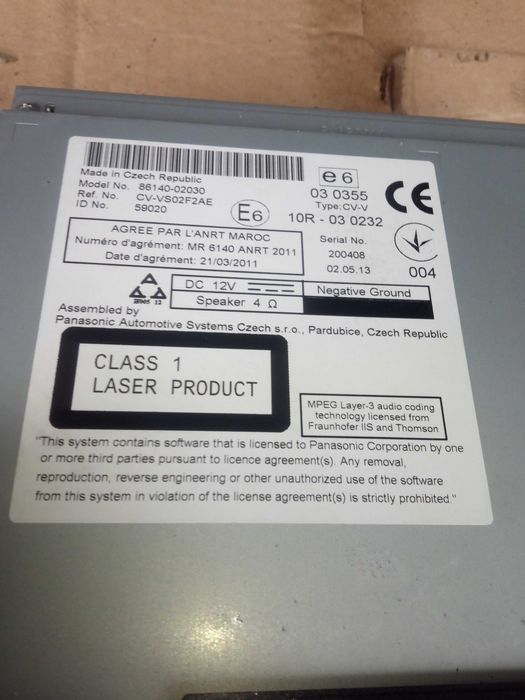 Made in Czech Republic
Model No. 86140-02030
Ref. No. CV-VS02F2AE
ID No. 59020
E6
e6
03 0355
Type:CV-V
10R - 03 0232
CE
AGREE PAR L'ANRT MAROC
Numéro d'agrément: MR 6140 ANRT 2011
Date d'agrément: 21/03/2011
Serial No.
200408
02.05.13
004
DC 12V
Negative Ground
Speaker 4 Ω
Assembled by
Panasonic Automotive Systems Czech s.r.o., Pardubice, Czech Republic
CLASS 1
LASER PRODUCT
MPEG Layer-3 audio coding
technology licensed from
Fraunhofer IIS and Thomson
"This system contains software that is licensed to Panasonic Corporation by one
or more third parties pursuant to licence agreement(s). Any removal,
reproduction, reverse engineering or other unauthorized use of the software
from this system in violation of the license agreement(s) is strictly prohibited."